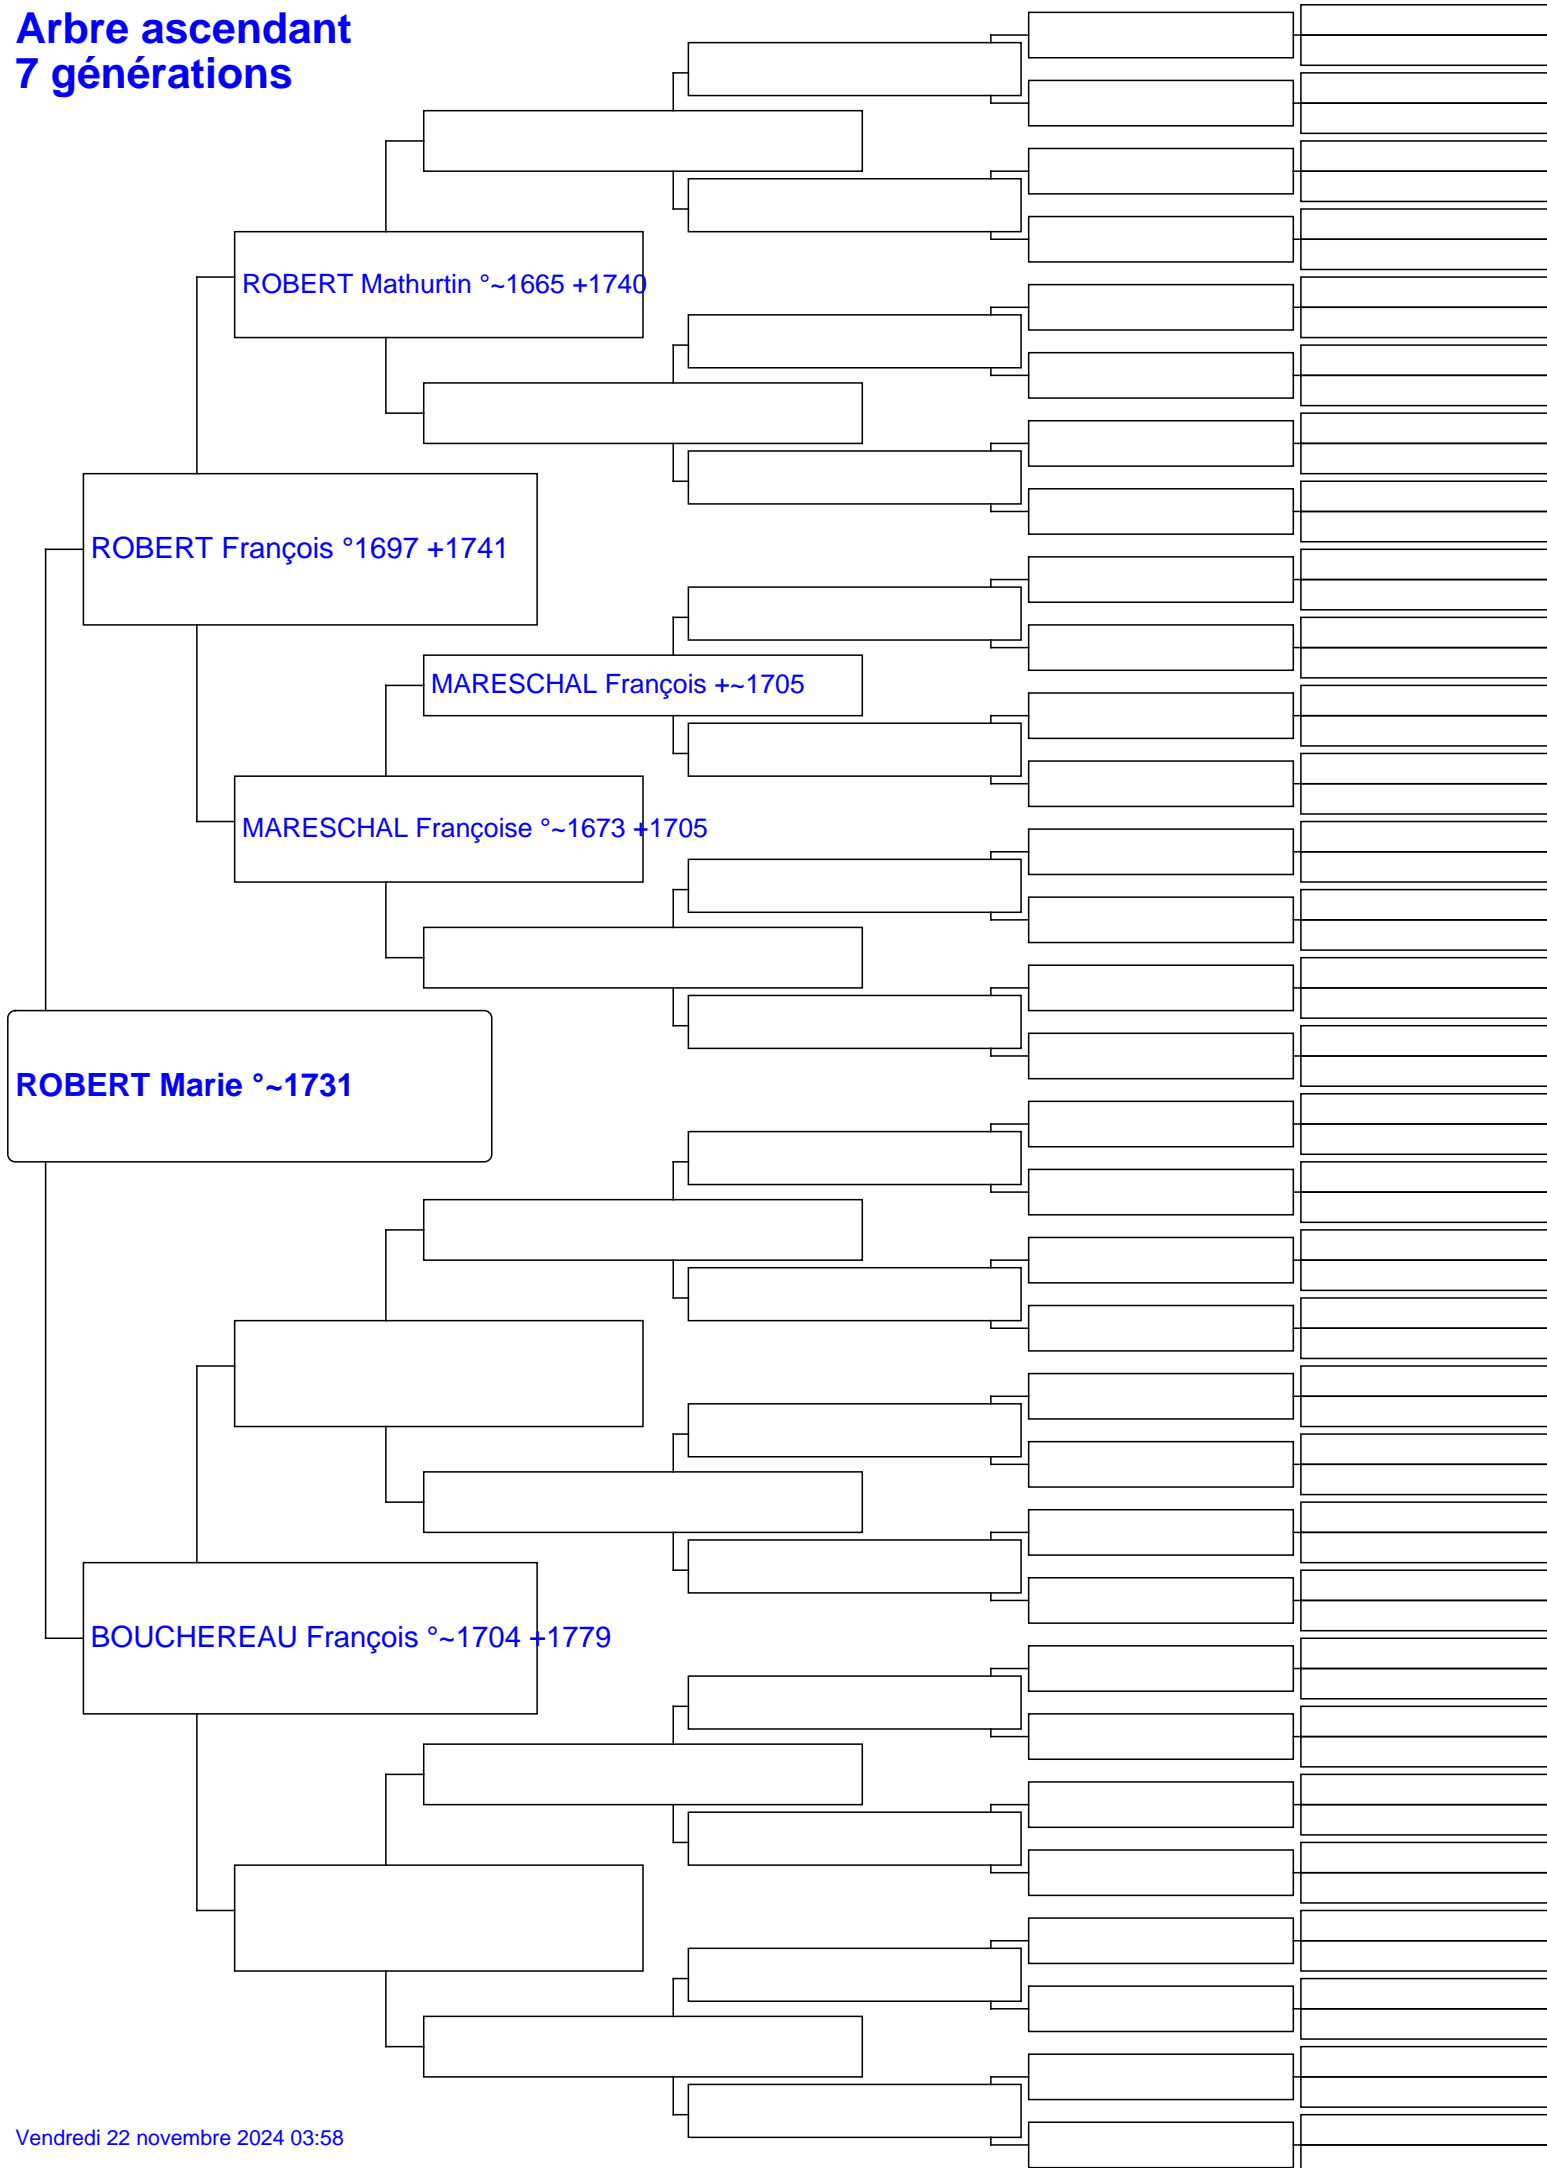 Arbre ascendant
7 générations
ROBERT Mathurtin °~1665 +1740
ROBERT François °1697 +1741
MARESCHAL François +~1705
MARESCHAL Françoise °~1673 +1705
ROBERT Marie °~1731
BOUCHEREAU François °~1704 +1779
Vendredi 22 novembre 2024 03:58